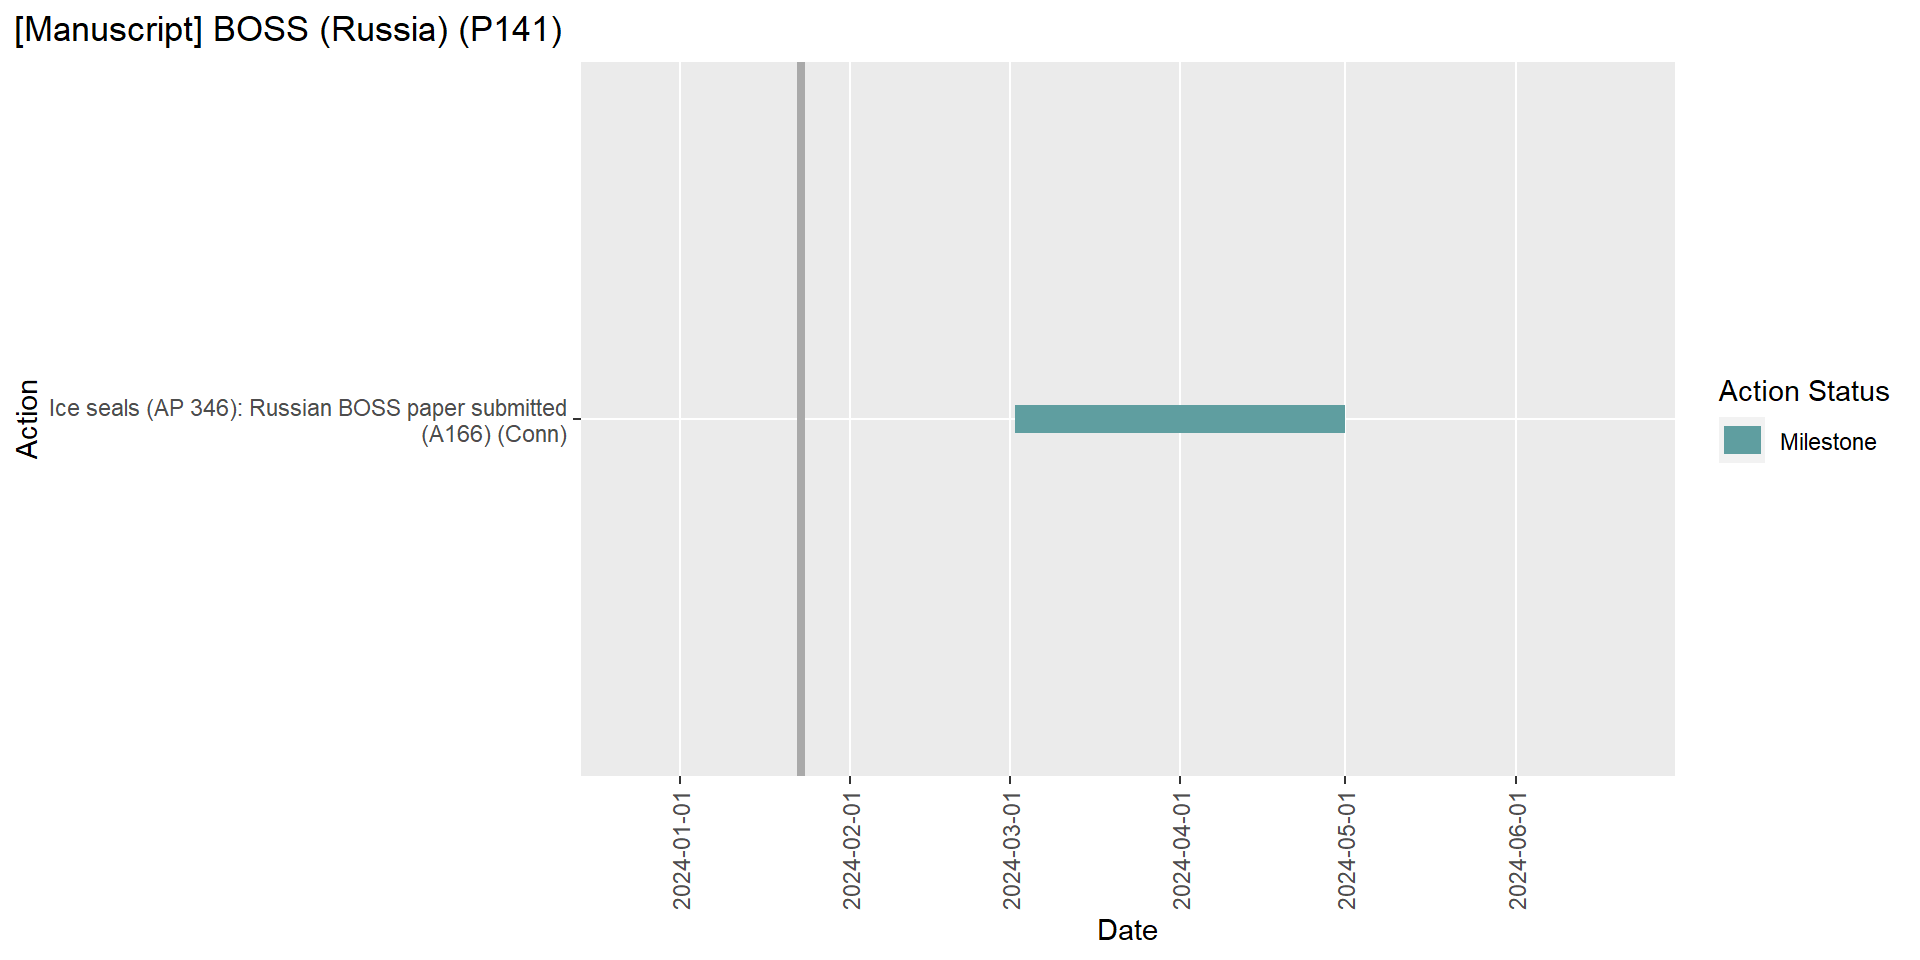 [Manuscript] BOSS (Russia) (P141)
Action
Ice seals (AP 346): Russian BOSS paper submitted
(A166) (Conn)
2024-01-01
2024-02-01
2024-03-01
2024-04-01
2024-05-01
2024-06-01
Date
Action Status
Milestone